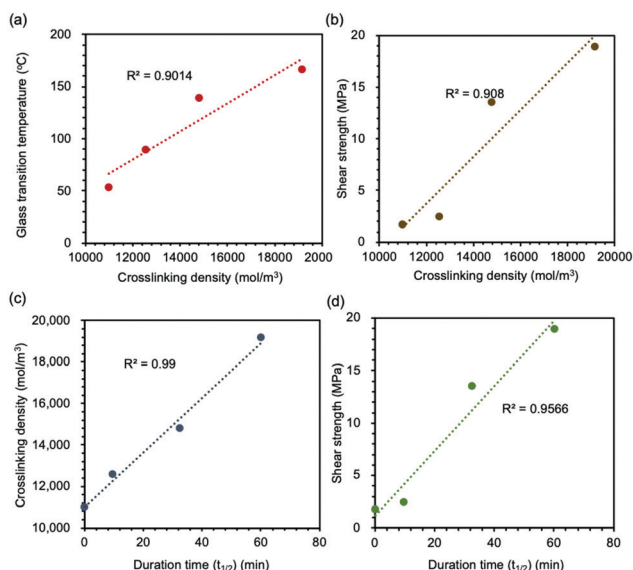 (a)
200
150
100
50
0
Glass transition temperature (°C)
R² = 0.9014
10000 12000 14000 16000 18000 20000
Crosslinking density (mol/m³)
(b)
20
15
10
5
0
Shear strength (MPa)
R² = 0.908
10000 12000 14000 16000 18000 20000
Crosslinking density (mol/m³)
(c)
20,000
18,000
16,000
14,000
12,000
10,000
Crosslinking density (mol/m³)
R² = 0.99
0 20 40 60 80
Duration time (t1/2) (min)
(d)
20
15
10
5
0
Shear strength (MPa)
R² = 0.9566
0 20 40 60 80
Duration time (t1/2) (min)